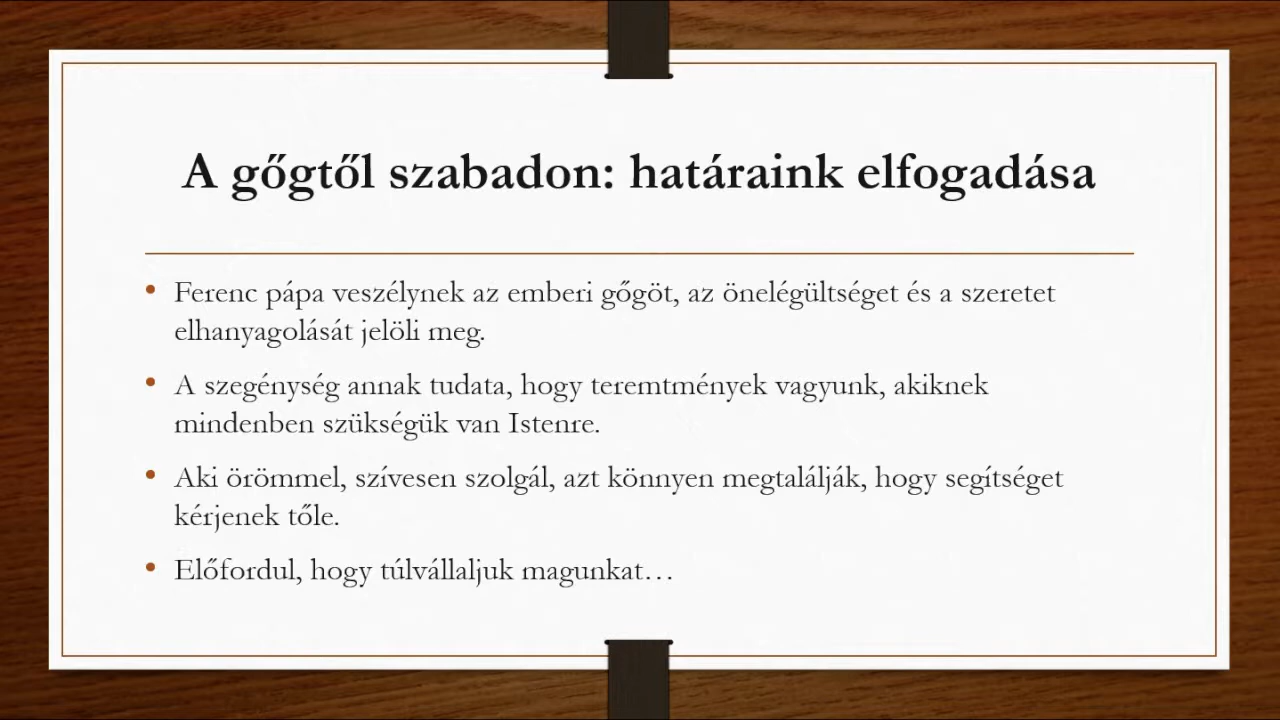 A gőgtől szabadon: határaink elfogadása
• Ferenc pápa veszélynek az emberi gőgöt, az önelégültséget és a szeretet
elhanyagolását jelöli meg.
• A szegénység annak tudata, hogy teremtmények vagyunk, akiknek
mindenben szükségük van Istenre.
• Aki örömmel, szívesen szolgál, azt könnyen megtalálják, hogy segítséget
kérjenek tőle.
• Előfordul, hogy túlvállaljuk magunkat…